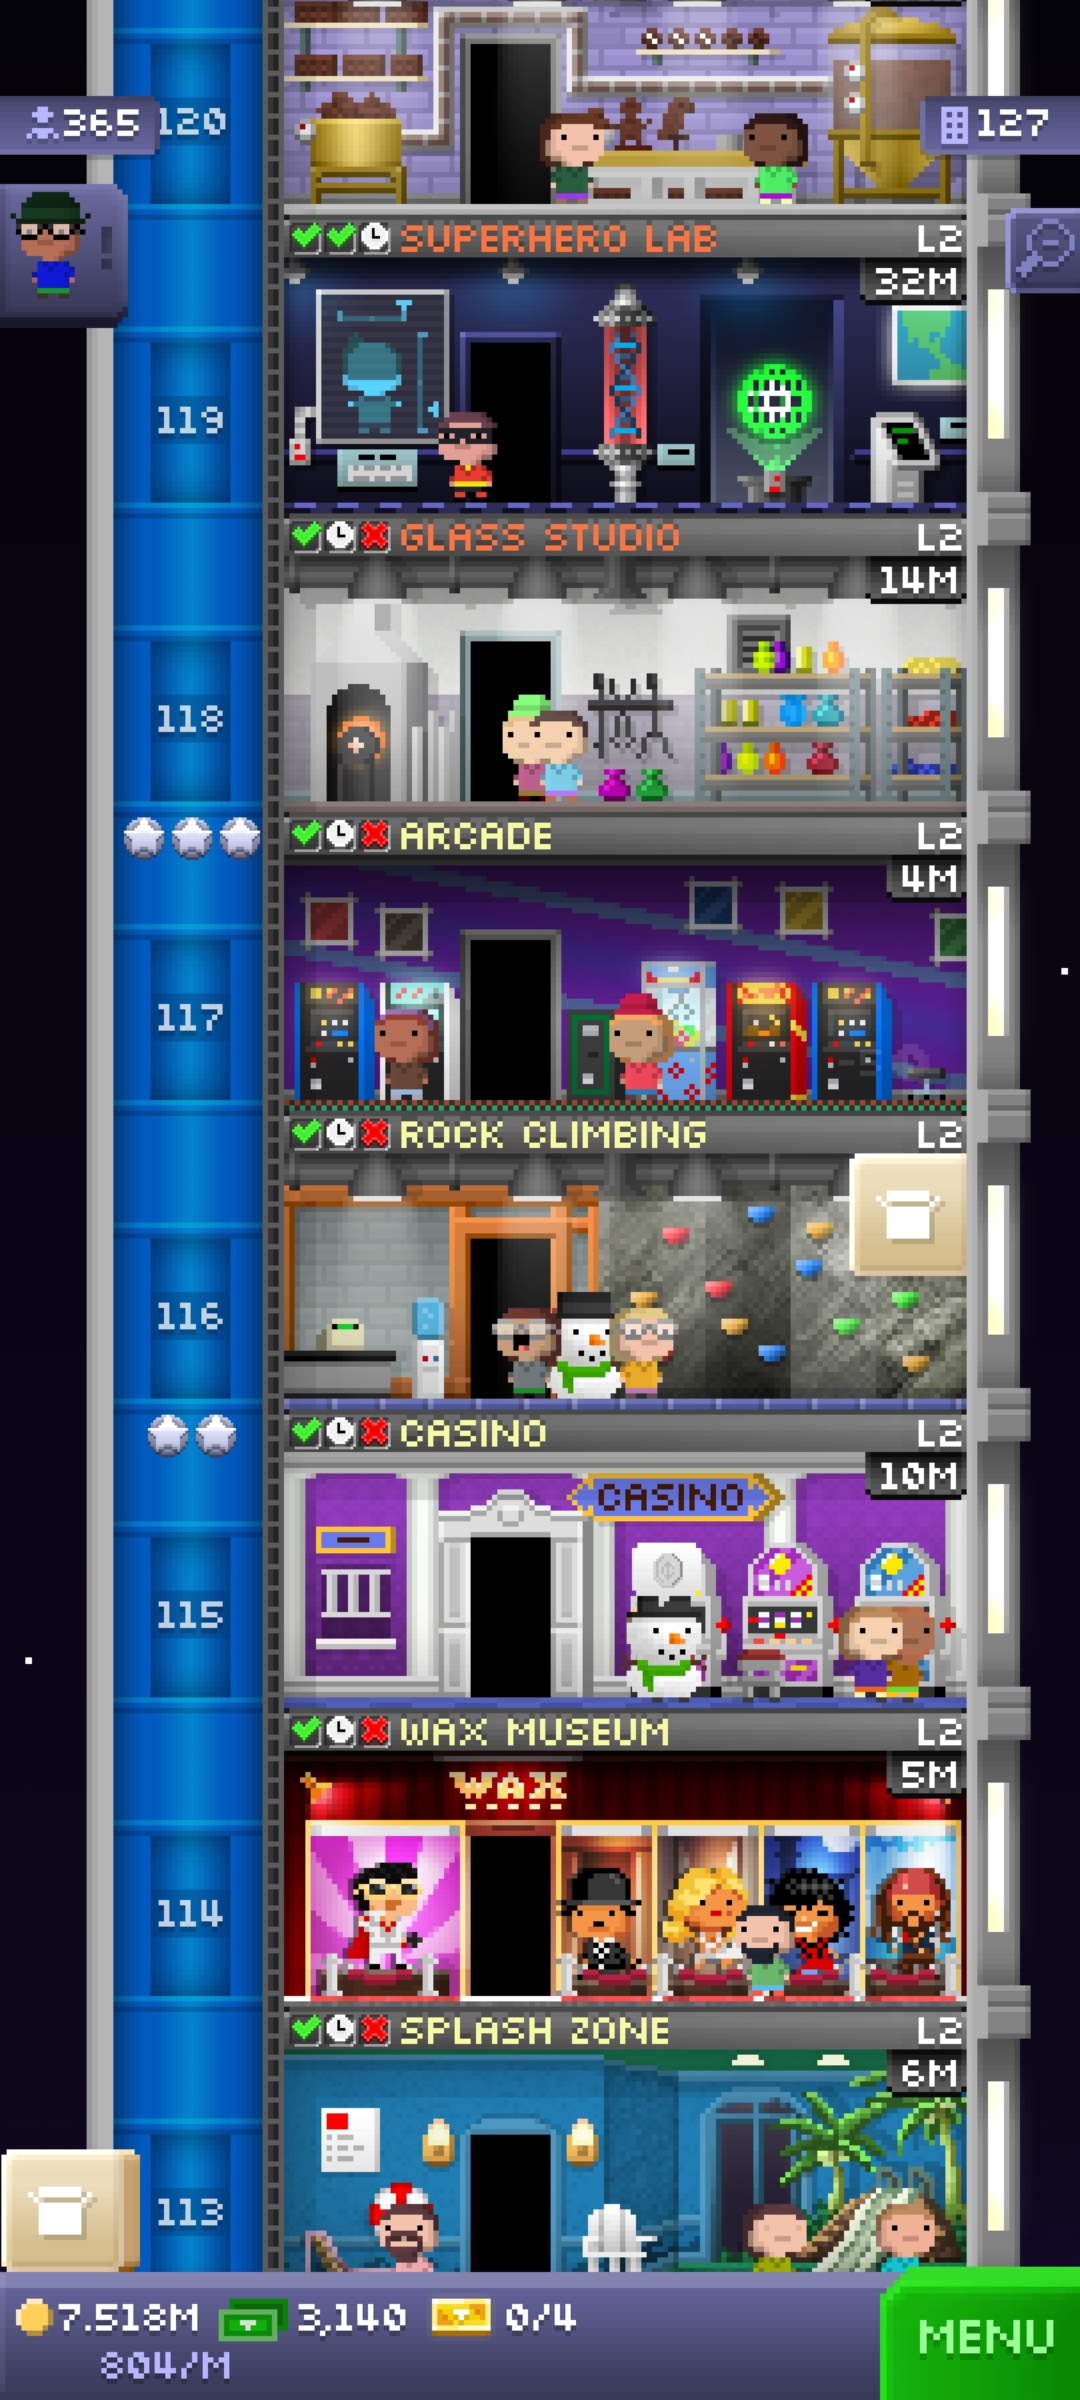 365
120
127
SUPERHERO LAB
L2
32M
119
GLASS STUDIO
L2
14M
118
ARCADE
L2
4M
117
ROCK CLIMBING
L2
116
CASINO
L2
10M
CASINO
115
WAX MUSEUM
L2
5M
WAX
114
SPLASH ZONE
L2
6M
113
7.518M
3,140
0/4
804/M
MENU